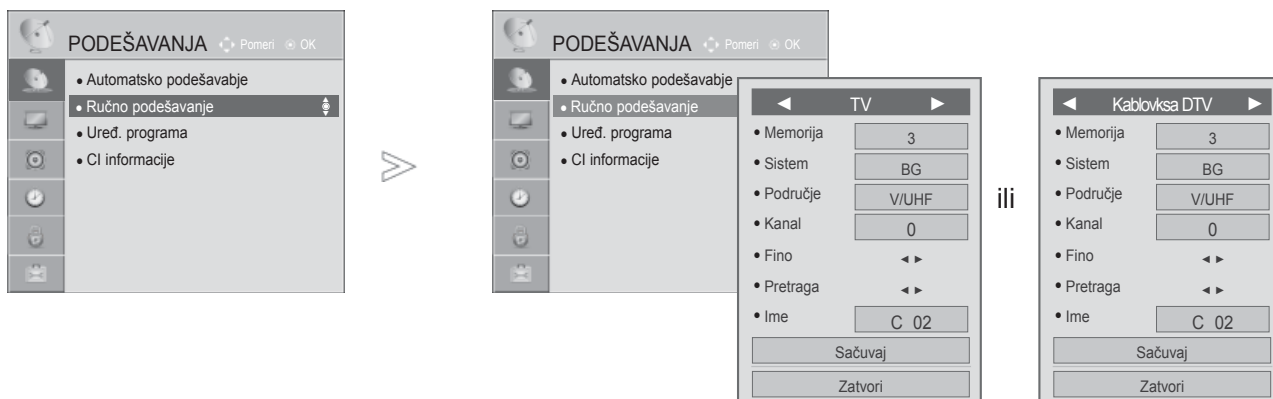 PODEŠAVANJA Pomeri OK
• Automatsko podešavabje
• Ručno podešavanje
• Uređ. programa
• CI informacije
PODEŠAVANJA Pomeri OK
• Automatsko podešavabje
• Ručno podešavanje
• Uređ. programa
• CI informacije
◄ TV ►
• Memorija 3
• Sistem BG
• Područje V/UHF
• Kanal 0
• Fino ◄ ►
• Pretraga ◄ ►
• Ime C 02
Sačuvaj
Zatvori
ili
◄ Kablovksa DTV ►
• Memorija 3
• Sistem BG
• Područje V/UHF
• Kanal 0
• Fino ◄ ►
• Pretraga ◄ ►
• Ime C 02
Sačuvaj
Zatvori